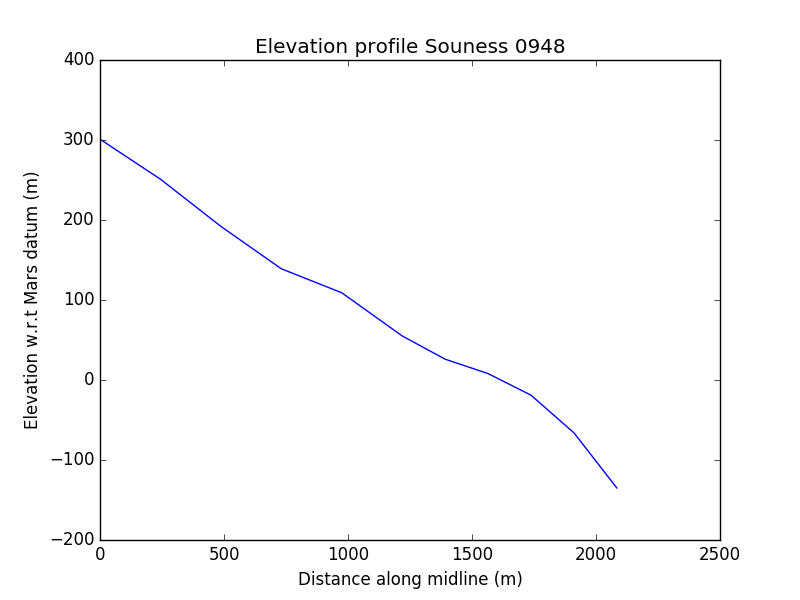 Elevation profile Souness 0948
400
300
200
100
0
−100
−200
Elevation w.r.t Mars datum (m)
0 500 1000 1500 2000 2500
Distance along midline (m)